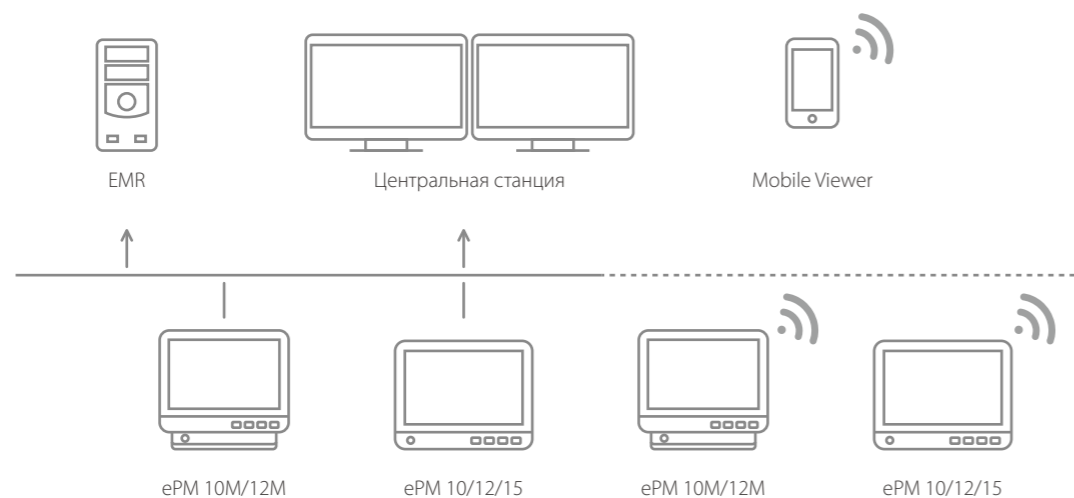 EMR
Центральная станция
Mobile Viewer
ePM 10M/12M
ePM 10/12/15
ePM 10M/12M
ePM 10/12/15